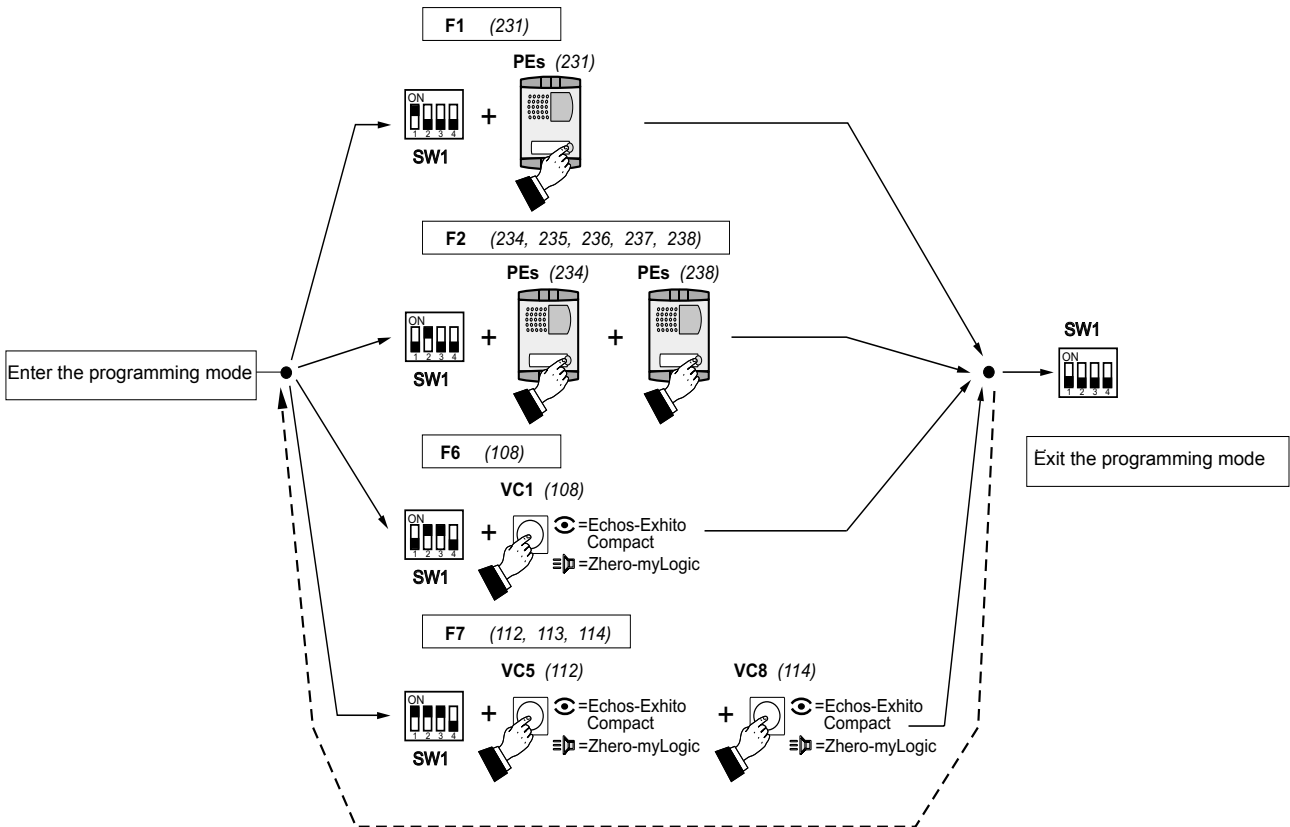 F1 (231)
PEs (231)
ON
1 2 3 4
SW1
+
F2 (234, 235, 236, 237, 238)
PEs (234)
PEs (238)
ON
1 2 3 4
SW1
+
+
Enter the programming mode
SW1
ON
1 2 3 4
Exit the programming mode
F6 (108)
VC1 (108)
ON
1 2 3 4
SW1
+
=Echos-Exhito
Compact
=Zhero-myLogic
F7 (112, 113, 114)
VC5 (112)
VC8 (114)
ON
1 2 3 4
SW1
+
=Echos-Exhito
Compact
=Zhero-myLogic
+
=Echos-Exhito
Compact
=Zhero-myLogic